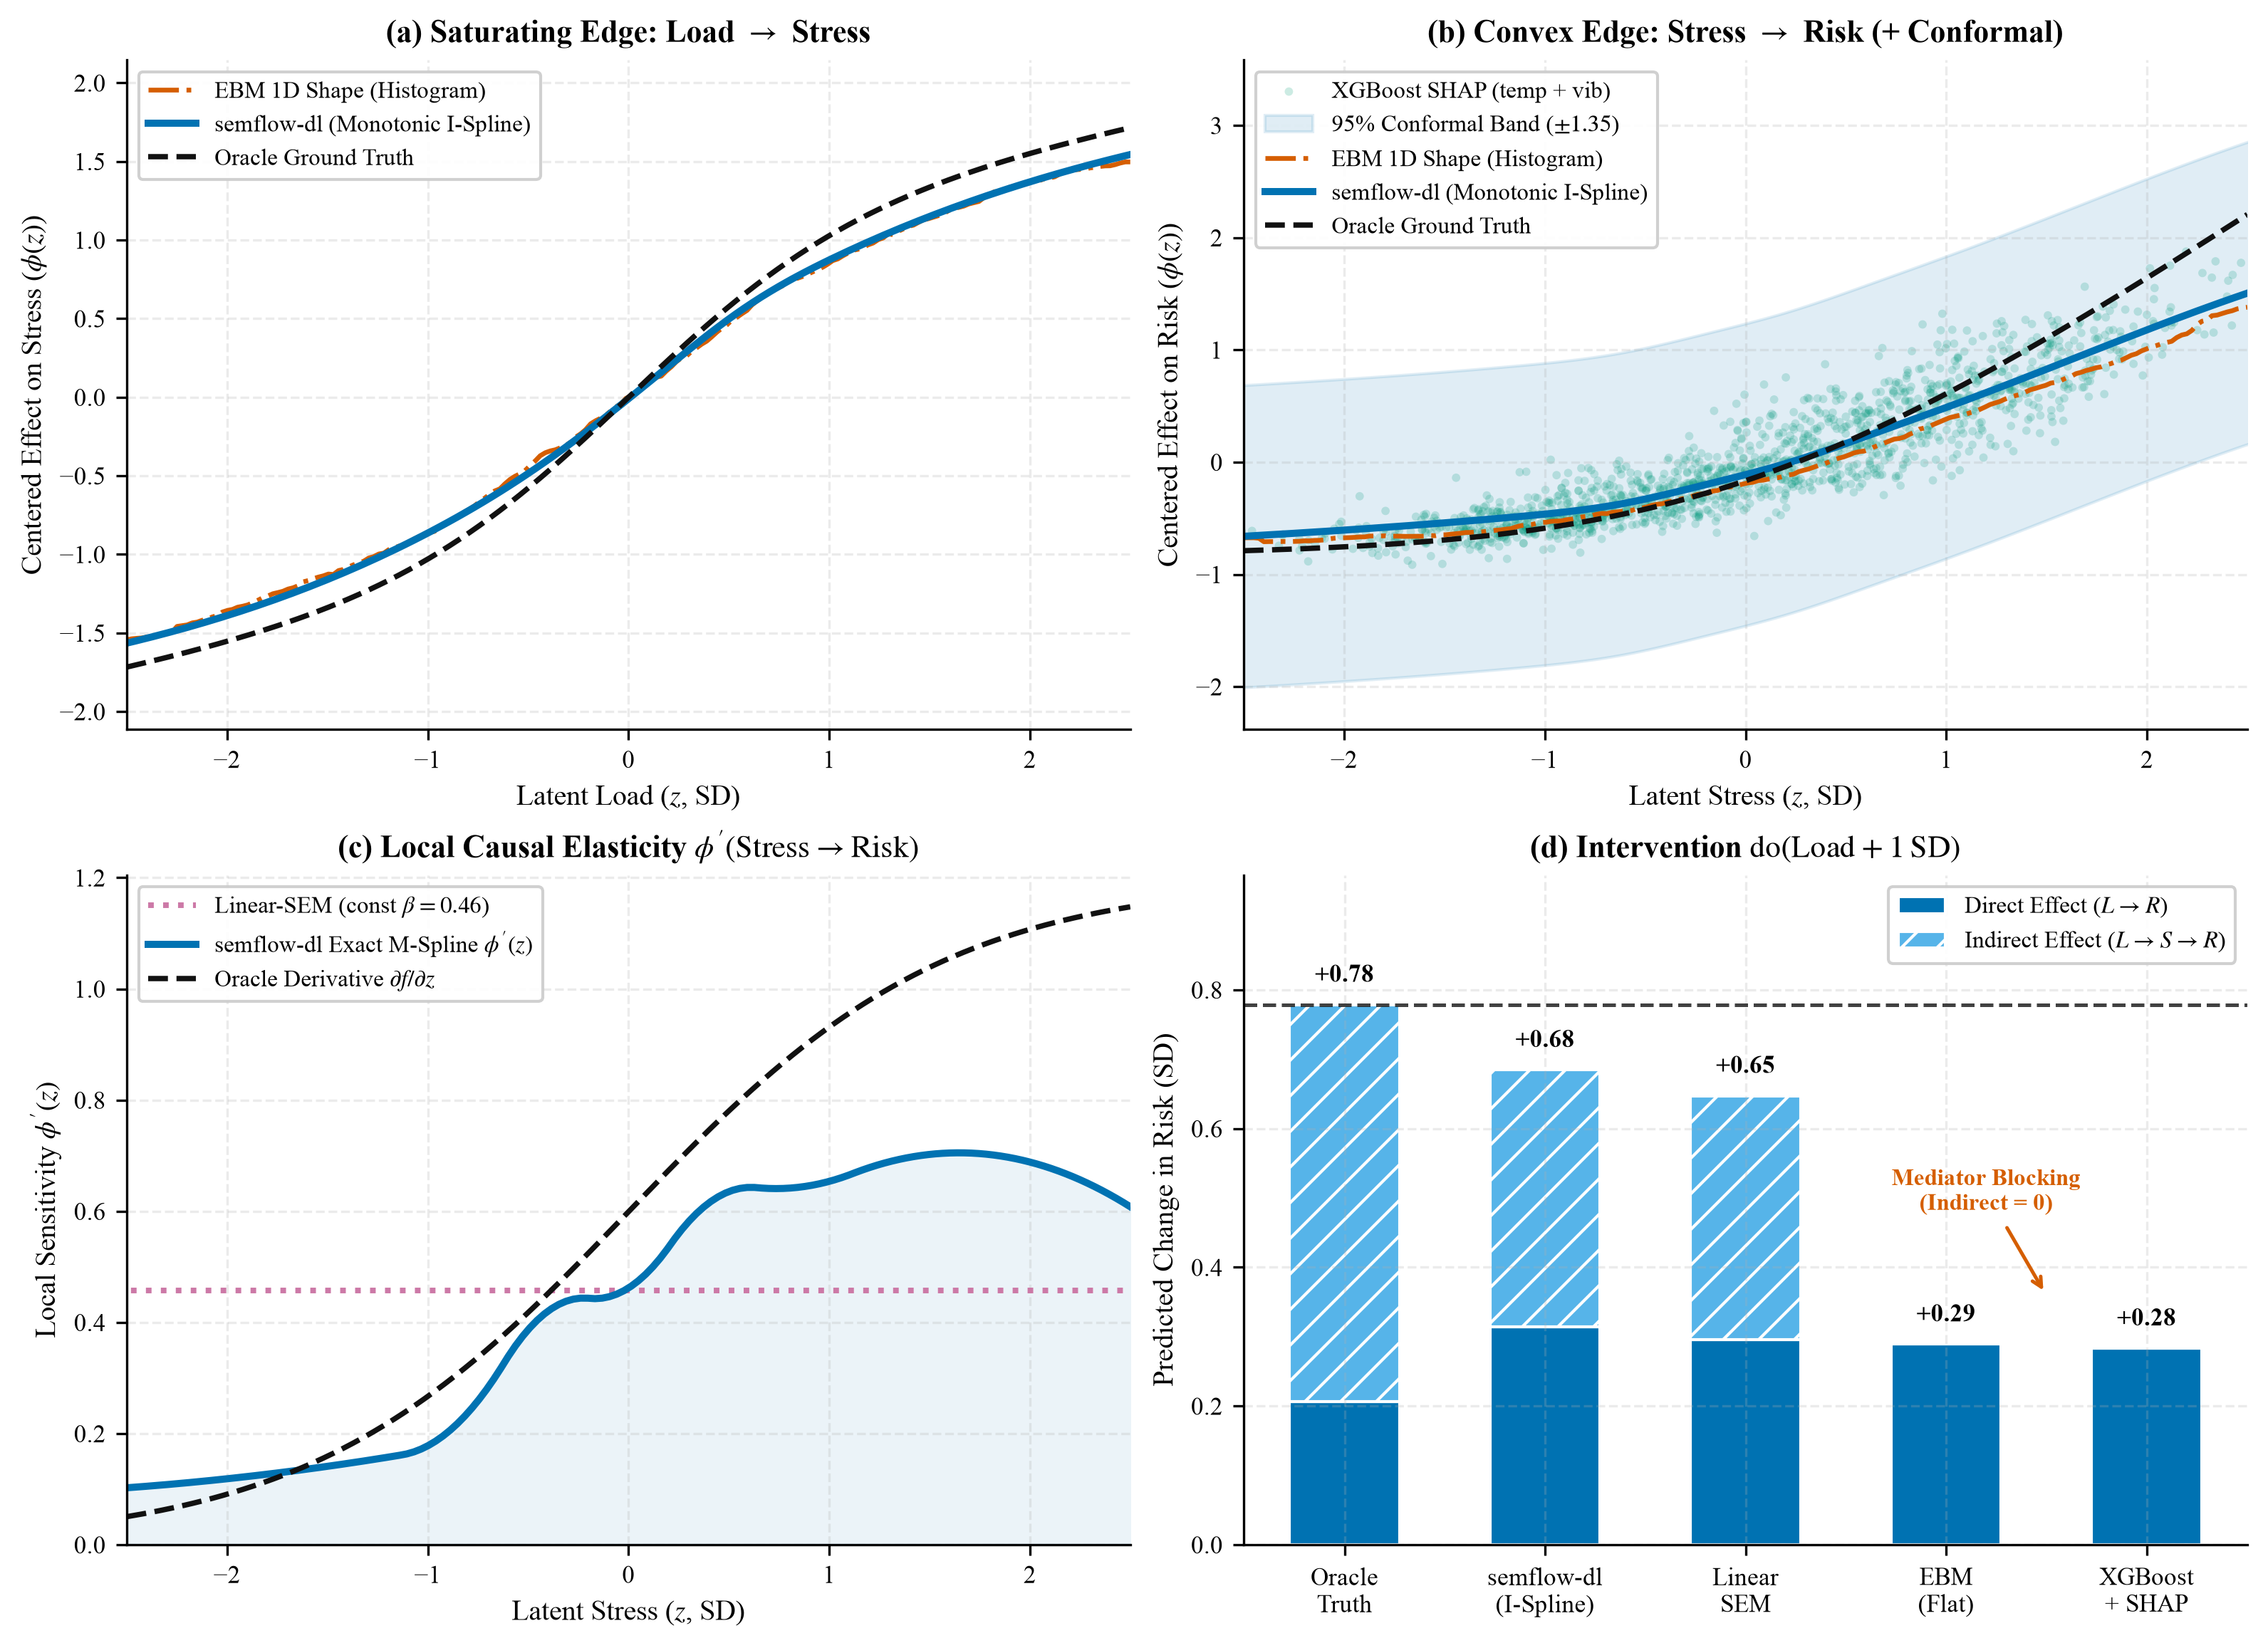 (a) Saturating Edge: Load → Stress
EBM 1D Shape (Histogram)
semflow-dl (Monotonic I-Spline)
Oracle Ground Truth
Centered Effect on Stress (ϕ(z))
2.0
1.5
1.0
0.5
0.0
−0.5
−1.0
−1.5
−2.0
−2
−1
0
1
2
Latent Load (z, SD)
(b) Convex Edge: Stress → Risk (+ Conformal)
XGBoost SHAP (temp + vib)
95% Conformal Band (±1.35)
EBM 1D Shape (Histogram)
semflow-dl (Monotonic I-Spline)
Oracle Ground Truth
Centered Effect on Risk (ϕ(z))
3
2
1
0
−1
−2
−2
−1
0
1
2
Latent Stress (z, SD)
(c) Local Causal Elasticity ϕ′(Stress → Risk)
Linear-SEM (const β = 0.46)
semflow-dl Exact M-Spline ϕ′(z)
Oracle Derivative ∂f/∂z
Local Sensitivity ϕ′(z)
1.2
1.0
0.8
0.6
0.4
0.2
0.0
−2
−1
0
1
2
Latent Stress (z, SD)
(d) Intervention do(Load + 1 SD)
Direct Effect (L → R)
Indirect Effect (L → S → R)
Predicted Change in Risk (SD)
0.8
0.6
0.4
0.2
0.0
+0.78
+0.68
+0.65
+0.29
+0.28
Mediator Blocking
(Indirect = 0)
Oracle
Truth
semflow-dl
(I-Spline)
Linear
SEM
EBM
(Flat)
XGBoost
+ SHAP